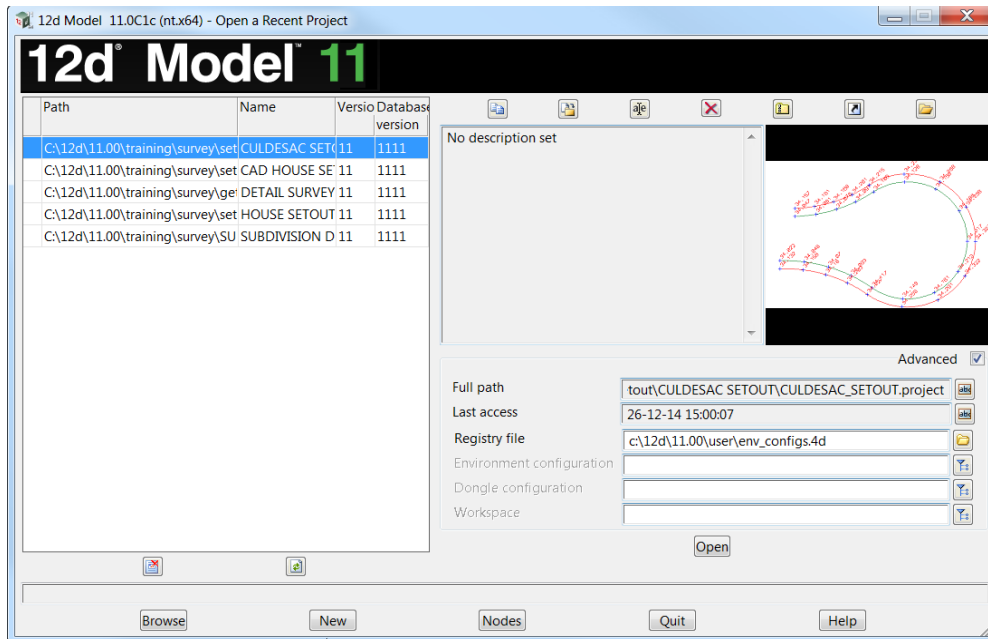 12d Model 11.0C1c (nt.x64) - Open a Recent Project
12d® Model™ 11
Path Name Versio Database version
C:\12d\11.00\training\survey\set CULDESAC SET( 11 1111
C:\12d\11.00\training\survey\set CAD HOUSE SE 11 1111
C:\12d\11.00\training\survey\ge DETAIL SURVEY 11 1111
C:\12d\11.00\training\survey\set HOUSE SETOUT 11 1111
C:\12d\11.00\training\survey\SU SUBDIVISION D 11 1111
No description set
Advanced
Full path tout\CULDESAC SETOUT\CULDESAC_SETOUT.project
Last access 26-12-14 15:00:07
Registry file c:\12d\11.00\user\env_configs.4d
Environment configuration
Dongle configuration
Workspace
Open
Browse New Nodes Quit Help